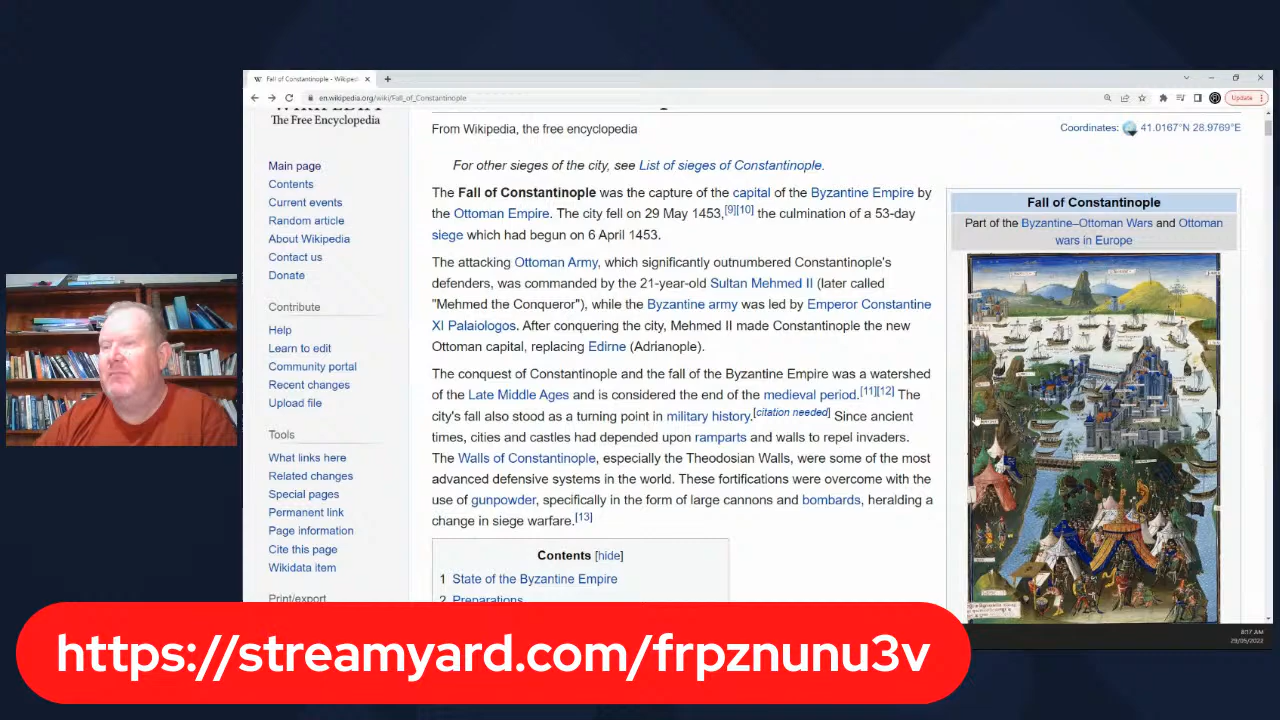 Fall of Constantinople - Wikiped
en.wikipedia.org/wiki/Fall_of_Constantinople
Update
The Free Encyclopedia
Main page
Contents
Current events
Random article
About Wikipedia
Contact us
Donate
Contribute
Help
Learn to edit
Community portal
Recent changes
Upload file
Tools
What links here
Related changes
Special pages
Permanent link
Page information
Cite this page
Wikidata item
Print/export
From Wikipedia, the free encyclopedia
Coordinates: 41.0167°N 28.9769°E
For other sieges of the city, see List of sieges of Constantinople.
The Fall of Constantinople was the capture of the capital of the Byzantine Empire by
the Ottoman Empire. The city fell on 29 May 1453,[9][10] the culmination of a 53-day
siege which had begun on 6 April 1453.
The attacking Ottoman Army, which significantly outnumbered Constantinople's
defenders, was commanded by the 21-year-old Sultan Mehmed II (later called
"Mehmed the Conqueror"), while the Byzantine army was led by Emperor Constantine
XI Palaiologos. After conquering the city, Mehmed II made Constantinople the new
Ottoman capital, replacing Edirne (Adrianople).
The conquest of Constantinople and the fall of the Byzantine Empire was a watershed
of the Late Middle Ages and is considered the end of the medieval period.[11][12] The
city's fall also stood as a turning point in military history.[citation needed] Since ancient
times, cities and castles had depended upon ramparts and walls to repel invaders.
The Walls of Constantinople, especially the Theodosian Walls, were some of the most
advanced defensive systems in the world. These fortifications were overcome with the
use of gunpowder, specifically in the form of large cannons and bombards, heralding a
change in siege warfare.[13]
Contents [hide]
1 State of the Byzantine Empire
2 Preparations
Fall of Constantinople
Part of the Byzantine–Ottoman Wars and Ottoman
wars in Europe
8:07 AM
29/05/2022
https://streamyard.com/frpznunu3v